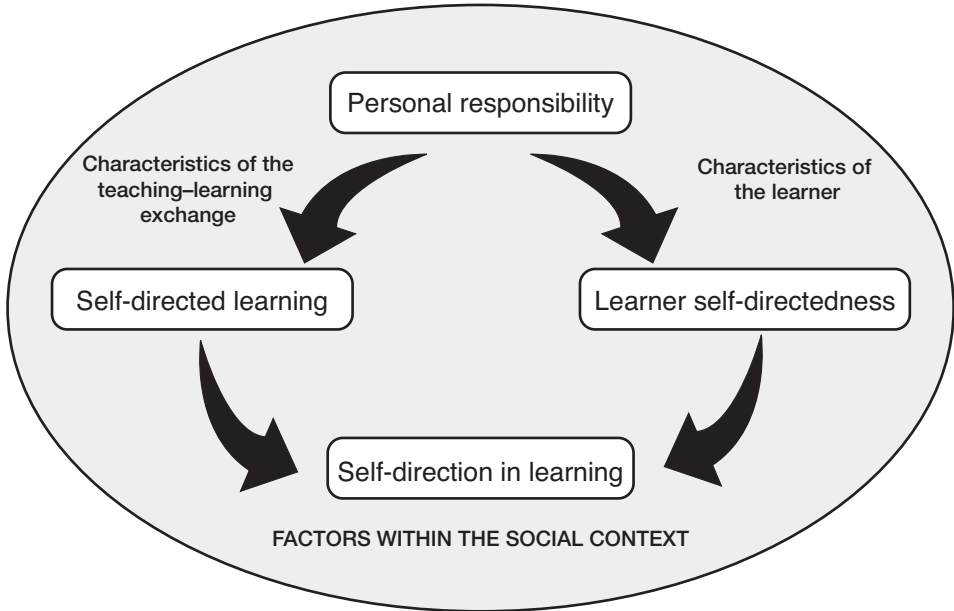 Personal responsibility
Characteristics of the
teaching–learning
exchange
Characteristics of
the learner
Self-directed learning
Learner self-directedness
Self-direction in learning
FACTORS WITHIN THE SOCIAL CONTEXT